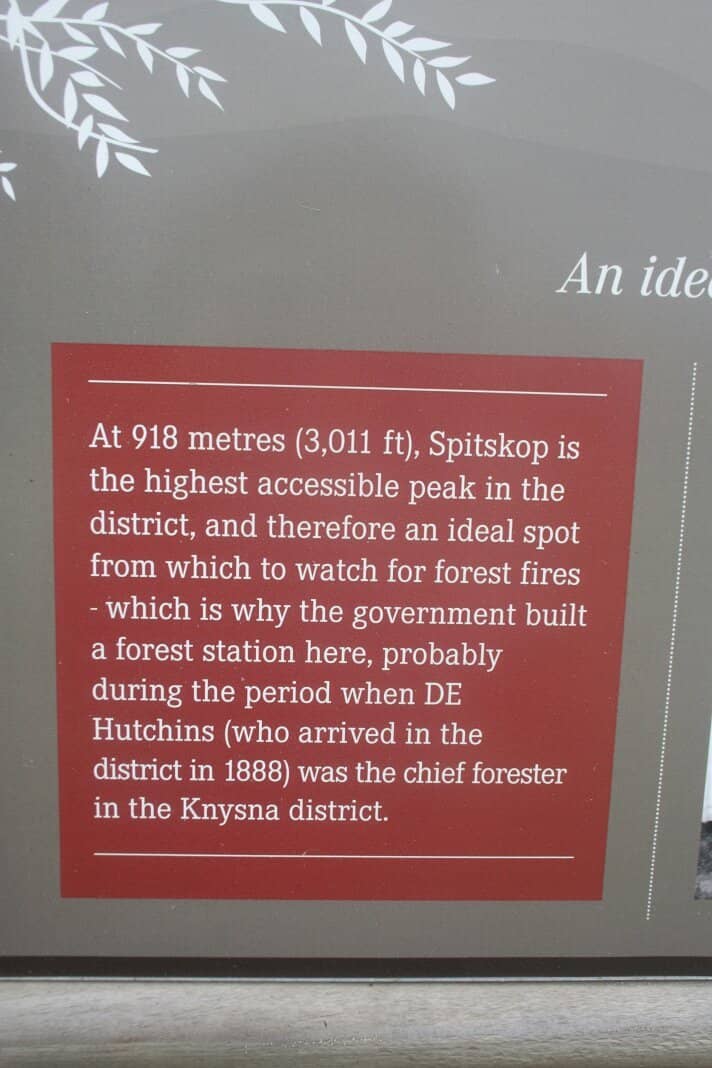 An
At 918 metres (3,011 ft), Spitskop is
the highest accessible peak in the
district, and therefore an ideal spot
from which to watch for forest fires
- which is why the government built
a forest station here, probably
during the period when DE
Hutchins (who arrived in the
district in 1888) was the chief forester
in the Knysna district.